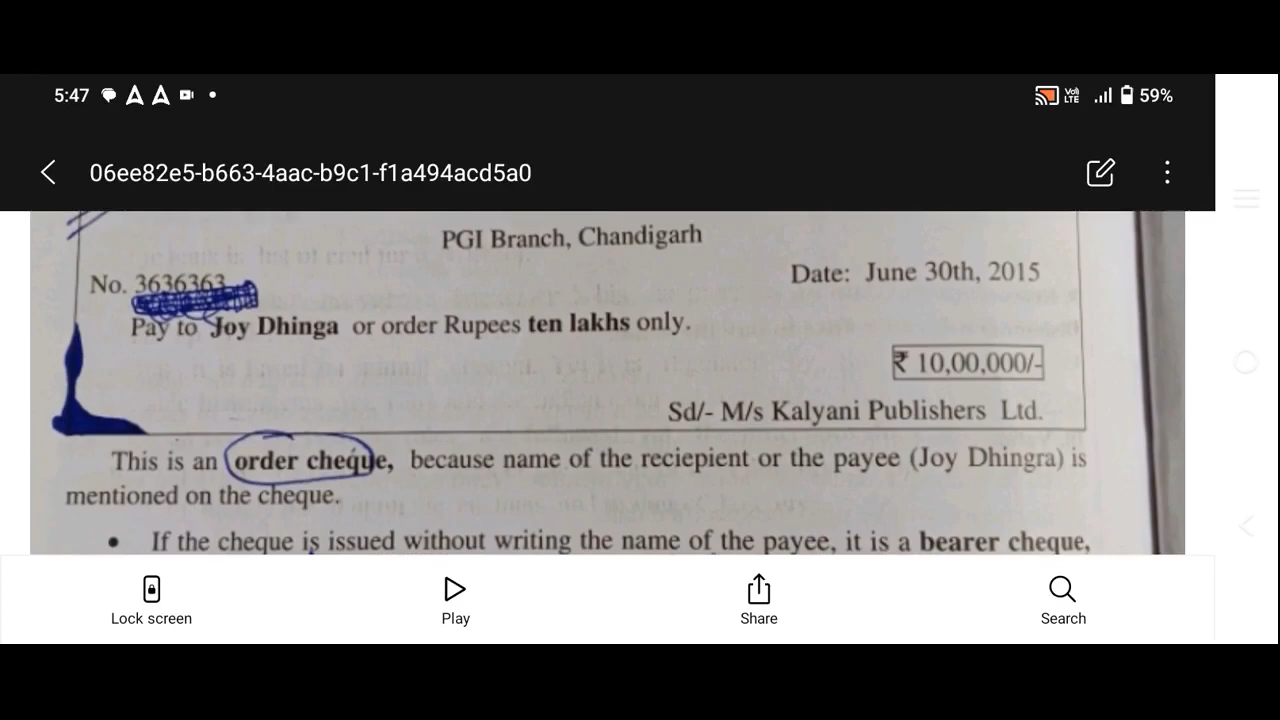 5:47 VoLTE 59%
06ee82e5-b663-4aac-b9c1-f1a494acd5a0
PGI Branch, Chandigarh
No. 3636363
Date: June 30th, 2015
Pay to Joy Dhinga or order Rupees ten lakhs only.
₹ 10,00,000/-
Sd/- M/s Kalyani Publishers Ltd.
This is an order cheque, because name of the reciepient or the payee (Joy Dhingra) is
mentioned on the cheque.
• If the cheque is issued without writing the name of the payee, it is a bearer cheque,
Lock screen Play Share Search